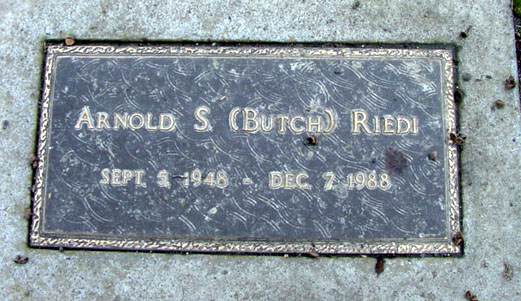 Arnold S. (Butch) Riedi
Sept. 5, 1948 - Dec. 7, 1988